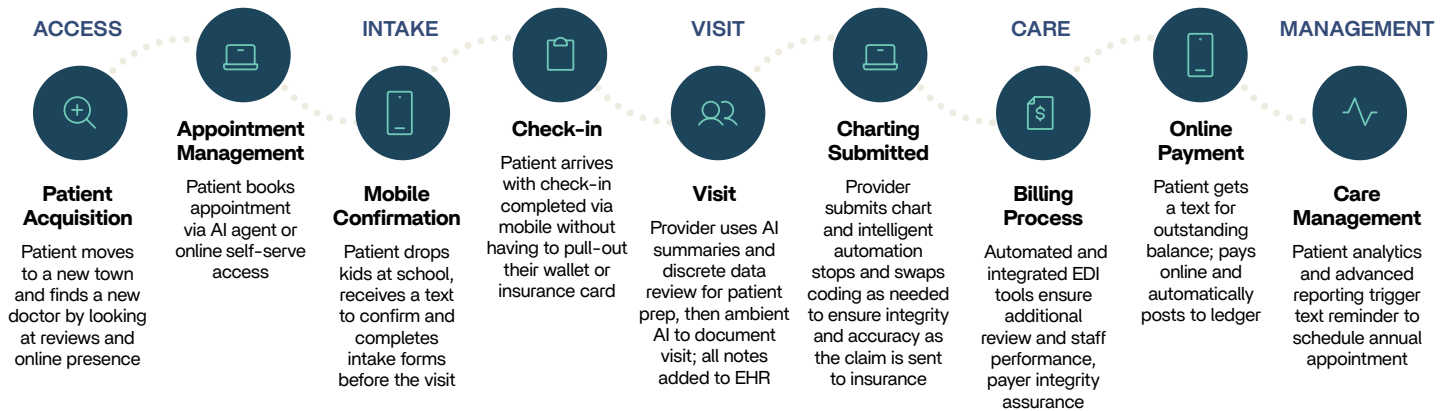 ACCESS
INTAKE
VISIT
CARE
MANAGEMENT
Patient
Acquisition
Patient moves
to a new town
and finds a new
doctor by looking
at reviews and
online presence
Appointment
Management
Patient books
appointment
via AI agent or
online self-serve
access
Mobile
Confirmation
Patient drops
kids at school,
receives a text
to confirm and
completes
intake forms
before the visit
Check-in
Patient arrives
with check-in
completed via
mobile without
having to pull-out
their wallet or
insurance card
Visit
Provider uses AI
summaries and
discrete data
review for patient
prep, then ambient
AI to document
visit; all notes
added to EHR
Charting
Submitted
Provider
submits chart
and intelligent
automation
stops and swaps
coding as needed
to ensure integrity
and accuracy as
the claim is sent
to insurance
$
Billing
Process
Automated and
integrated EDI
tools ensure
additional
review and staff
performance,
payer integrity
assurance
Online
Payment
Patient gets
a text for
outstanding
balance; pays
online and
automatically
posts to ledger
Care
Management
Patient analytics
and advanced
reporting trigger
text reminder to
schedule annual
appointment